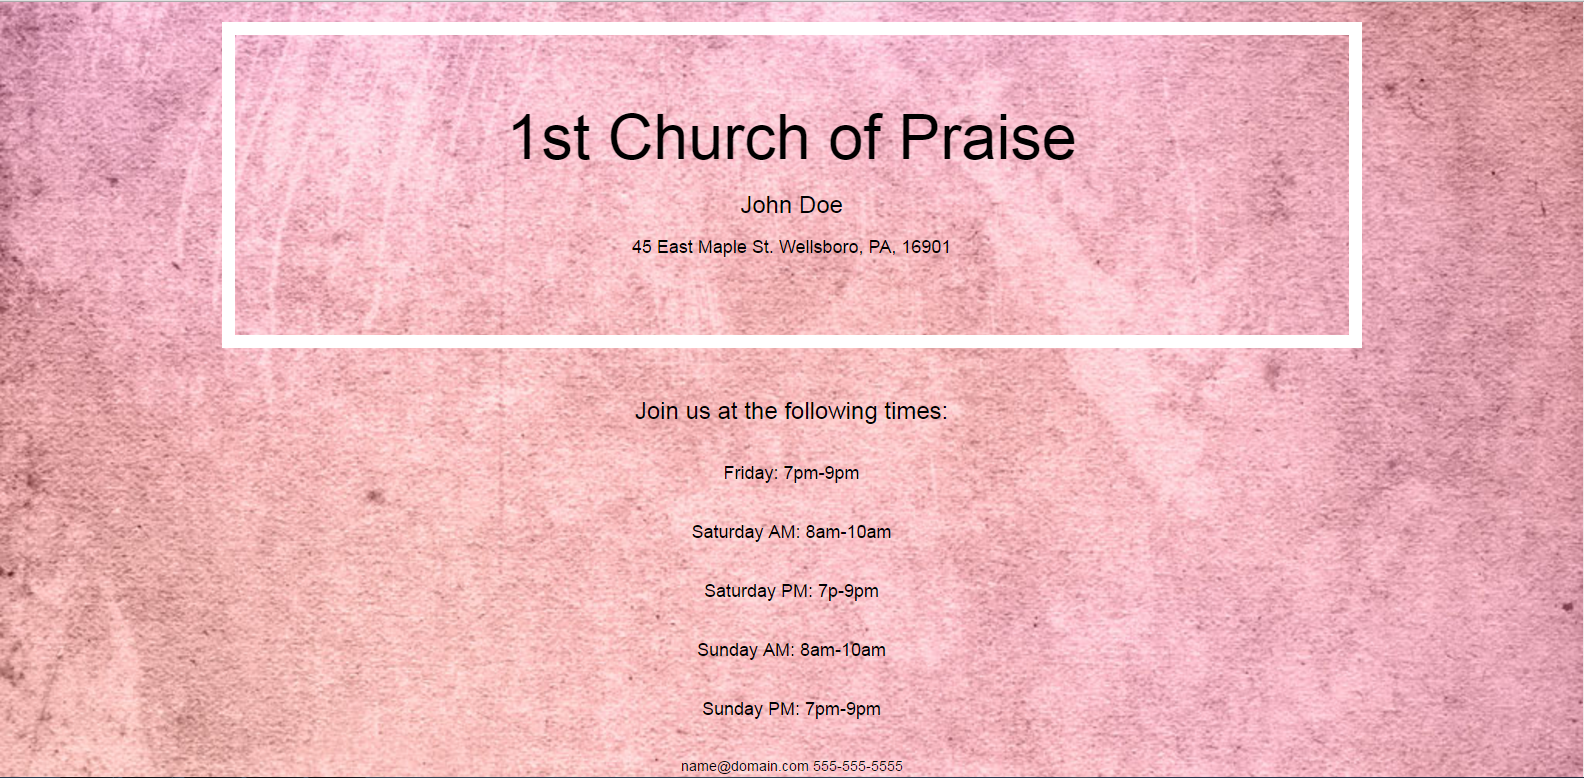 1st Church of Praise
John Doe
45 East Maple St. Wellsboro, PA, 16901
Join us at the following times:
Friday: 7pm-9pm
Saturday AM: 8am-10am
Saturday PM: 7p-9pm
Sunday AM: 8am-10am
Sunday PM: 7pm-9pm
name@domain.com 555-555-5555